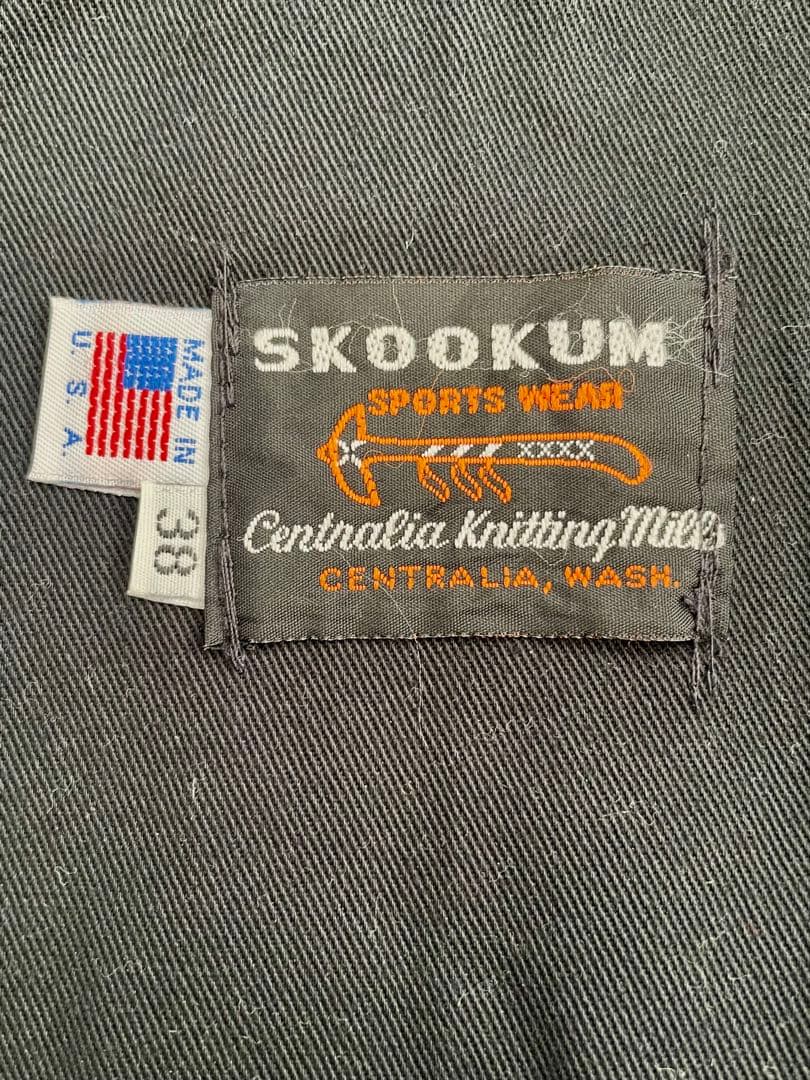 SKOOKUM
SPORTS WEAR
XXXX
Centralia Knitting Mills
CENTRALIA, WASH.
MADE IN
U. S. A.
38